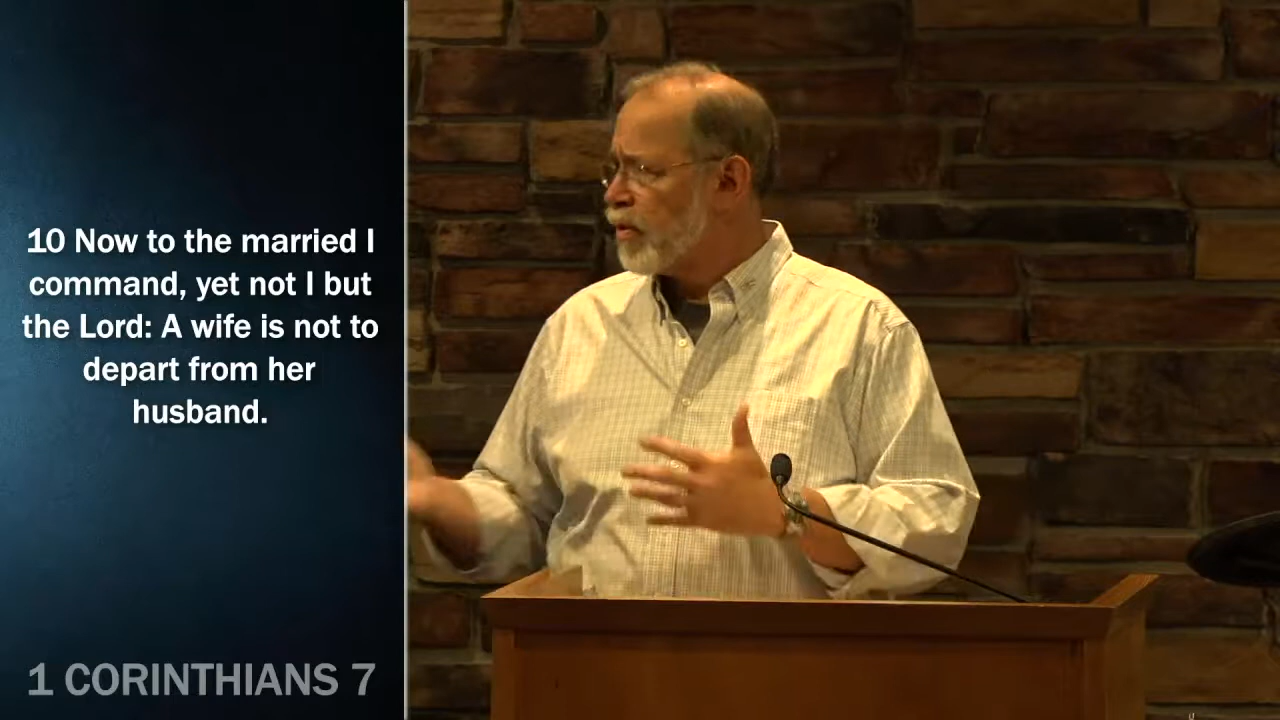 10 Now to the married I
command, yet not I but
the Lord: A wife is not to
depart from her
husband.
1 CORINTHIANS 7